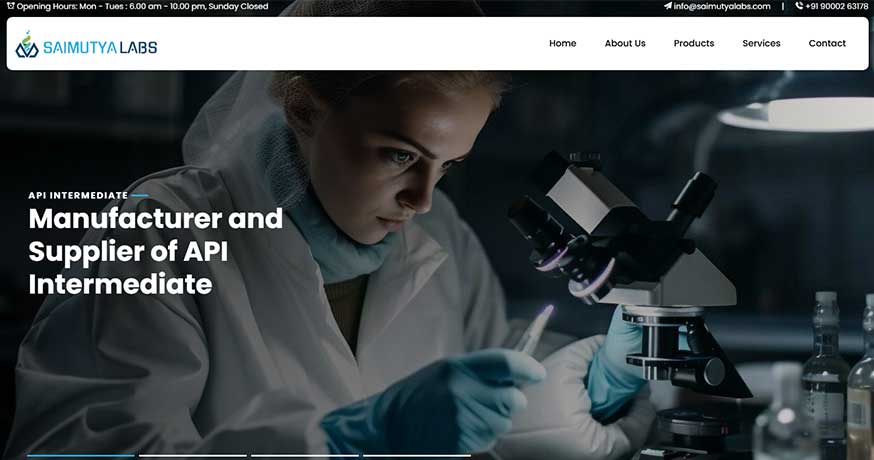 Opening Hours: Mon - Tues : 6.00 am - 10.00 pm, Sunday Closed
info@saimutyalabs.com | +91 90002 63178
SAIMUTYA LABS
Home About Us Products Services Contact
API INTERMEDIATE
Manufacturer and
Supplier of API
Intermediate